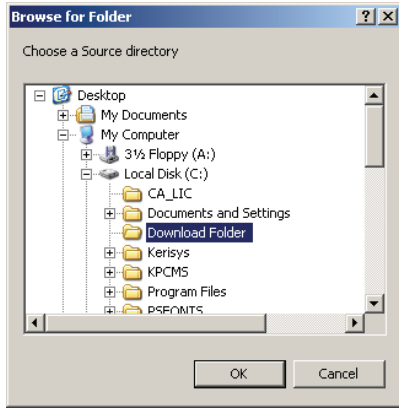 Browse for Folder
Choose a Source directory
Desktop
My Documents
My Computer
3½ Floppy (A:)
Local Disk (C:)
CA_LIC
Documents and Settings
Download Folder
Kerisys
KPCMS
Program Files
PSFONTS
OK Cancel